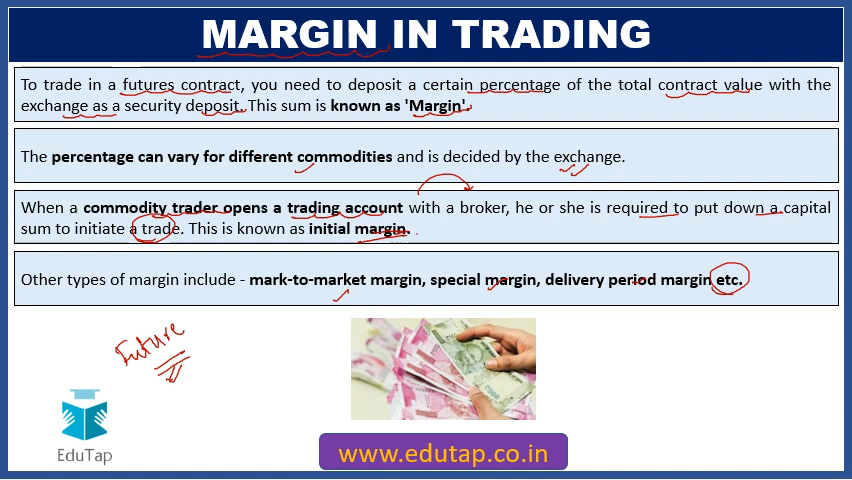 MARGIN IN TRADING
To trade in a futures contract, you need to deposit a certain percentage of the total contract value with the
exchange as a security deposit. This sum is known as 'Margin'.
The percentage can vary for different commodities and is decided by the exchange.
When a commodity trader opens a trading account with a broker, he or she is required to put down a capital
sum to initiate a trade. This is known as initial margin.
Other types of margin include - mark-to-market margin, special margin, delivery period margin etc.
Future
EduTap
www.edutap.co.in